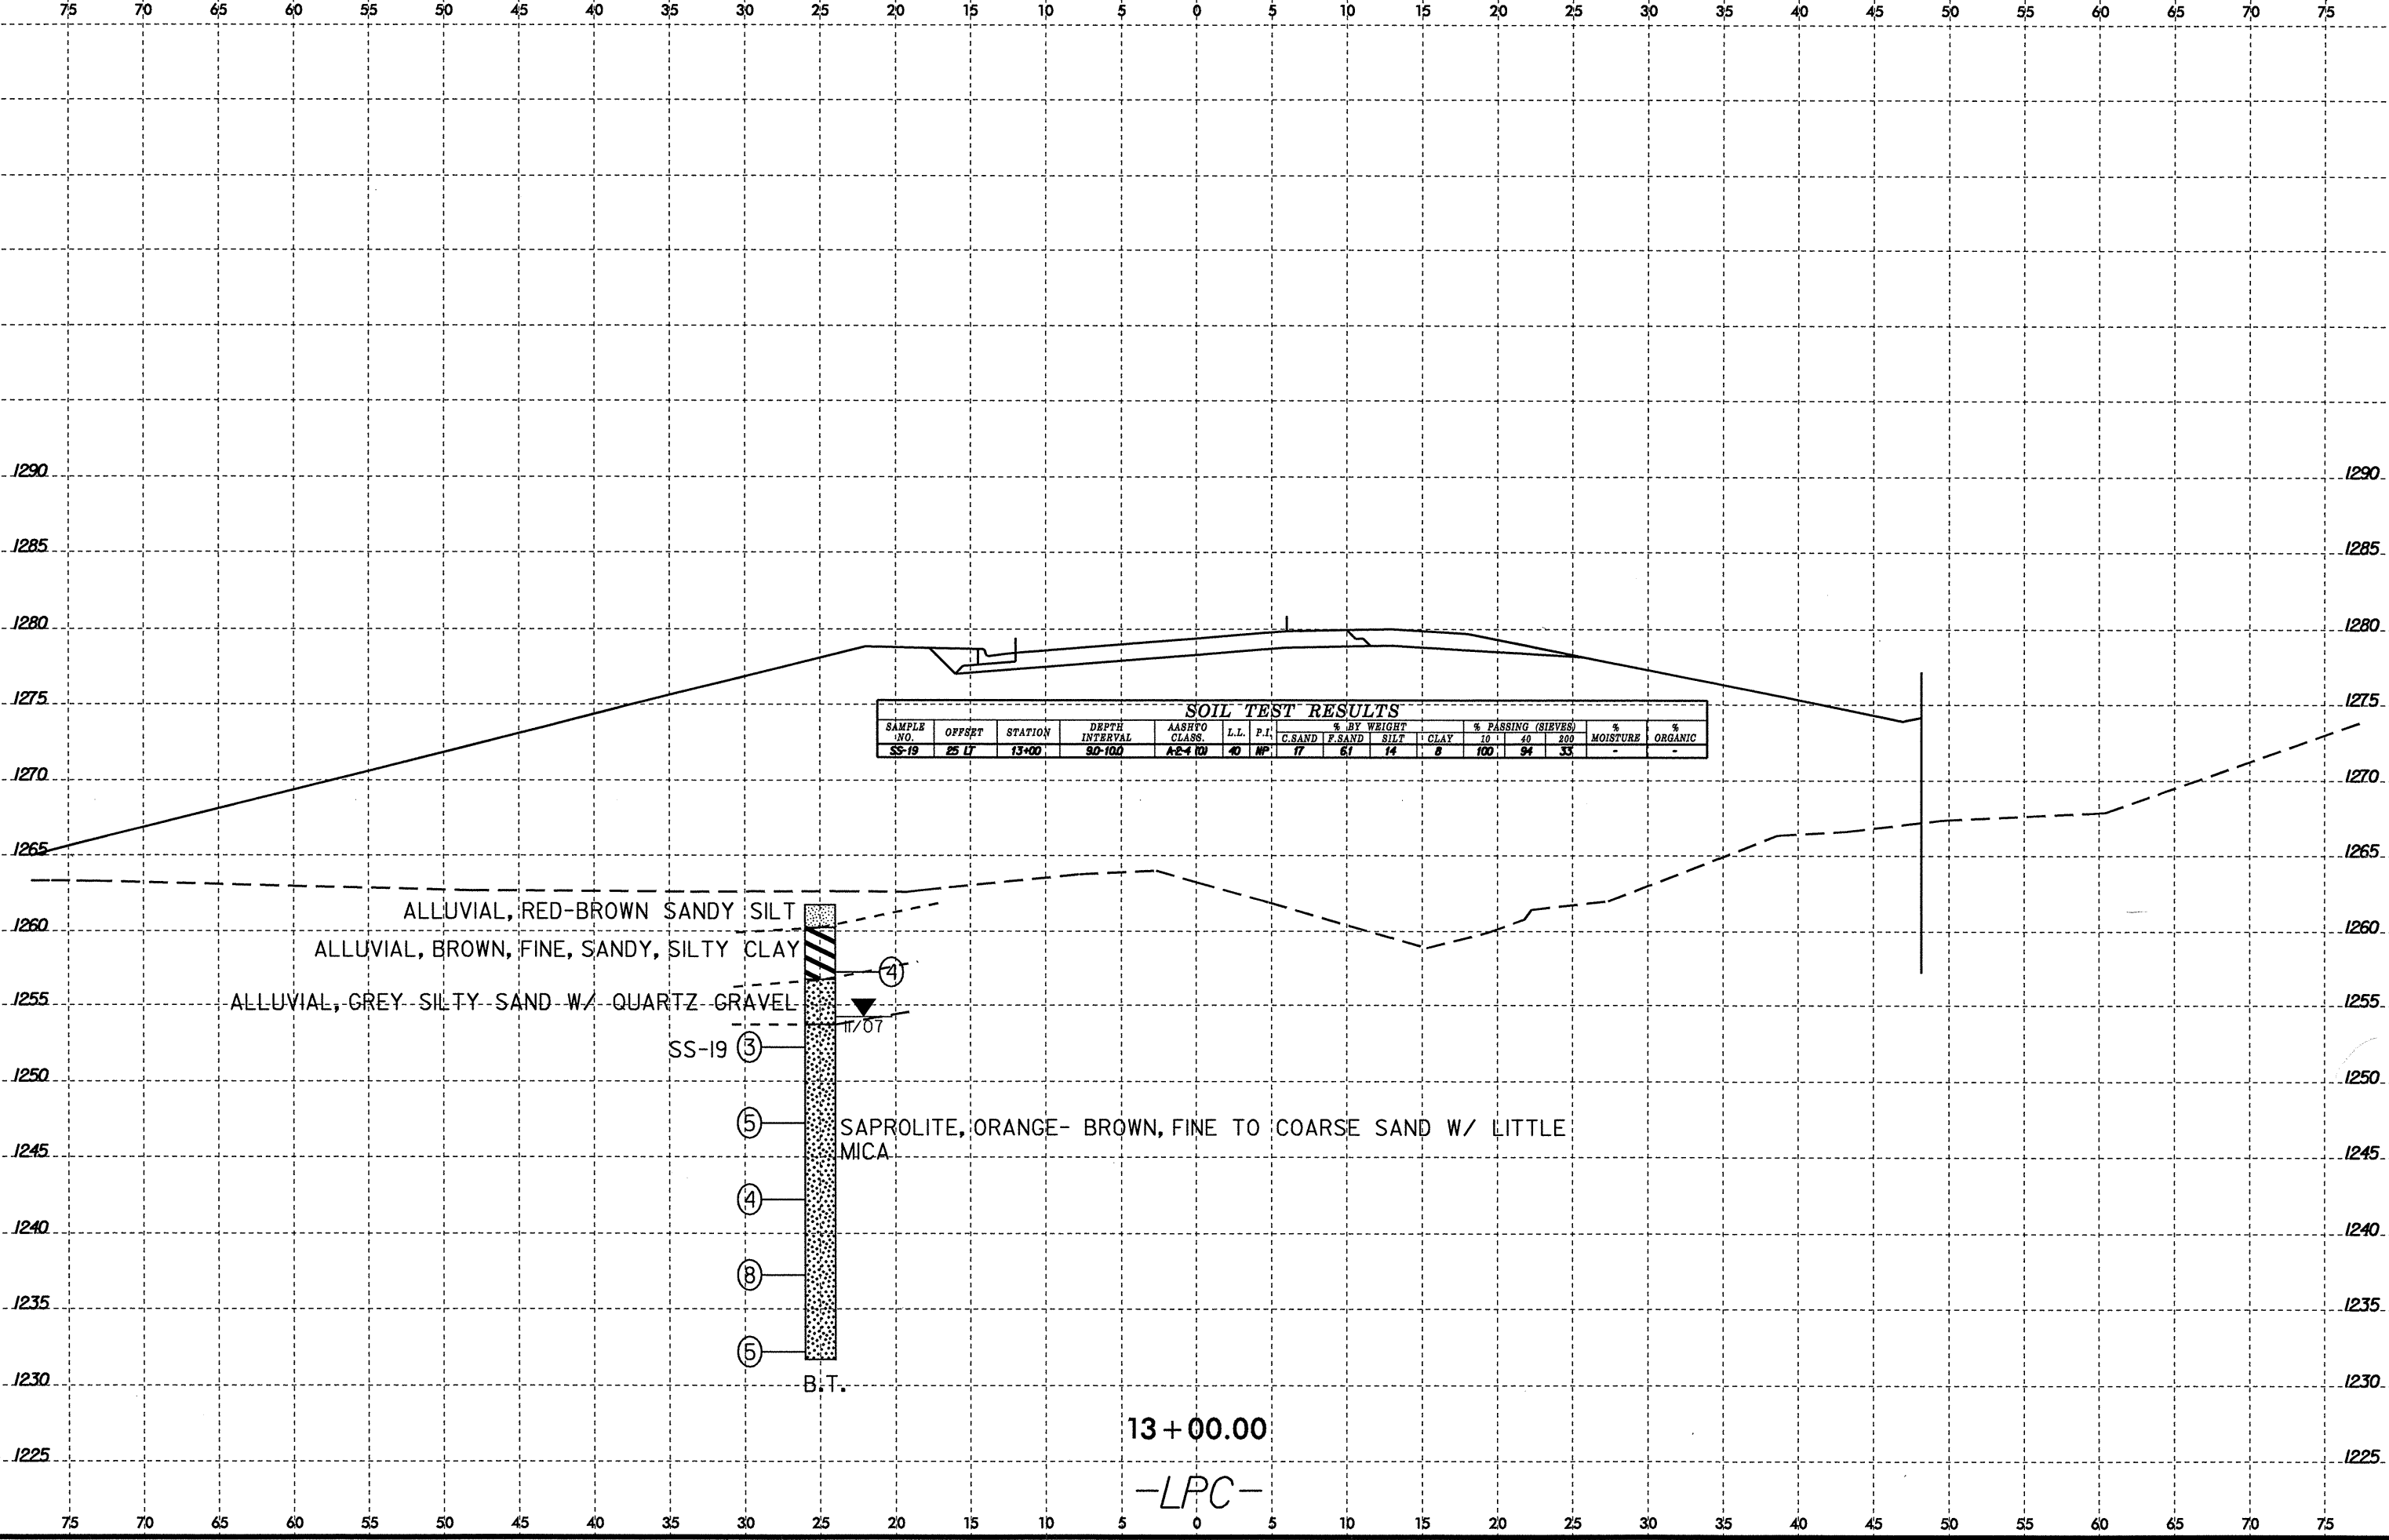 75 70 65 60 55 50 45 40 35 30 25 20 15 10 5 0 5 10 15 20 25 30 35 40 45 50 55 60 65 70 75
1290 1290
1285 1285
1280 1280
1275 1275
SOIL TEST RESULTS
SAMPLE NO. OFFSET STATION DEPTH INTERVAL AASHTO CLASS. L.L. P.I. % BY WEIGHT % PASSING (SIEVES) % MOISTURE % ORGANIC
C.SAND F.SAND SILT CLAY 10 40 200
SS-19 25 LT 13+00 9.0-10.0 A-2-4 (0) 40 NP 17 61 14 8 100 94 33 - -
1270 1270
1265 1265
ALLUVIAL, RED-BROWN SANDY SILT
1260 1260
ALLUVIAL, BROWN, FINE, SANDY, SILTY CLAY
4
1255 1255
ALLUVIAL, GREY SILTY SAND W/ QUARTZ GRAVEL
11/07
SS-19 3
1250 1250
5
SAPROLITE, ORANGE- BROWN, FINE TO COARSE SAND W/ LITTLE
MICA
1245 1245
4
1240 1240
8
1235 1235
5
1230 1230
B.T.
13+00.00
1225 1225
-LPC-
75 70 65 60 55 50 45 40 35 30 25 20 15 10 5 0 5 10 15 20 25 30 35 40 45 50 55 60 65 70 75